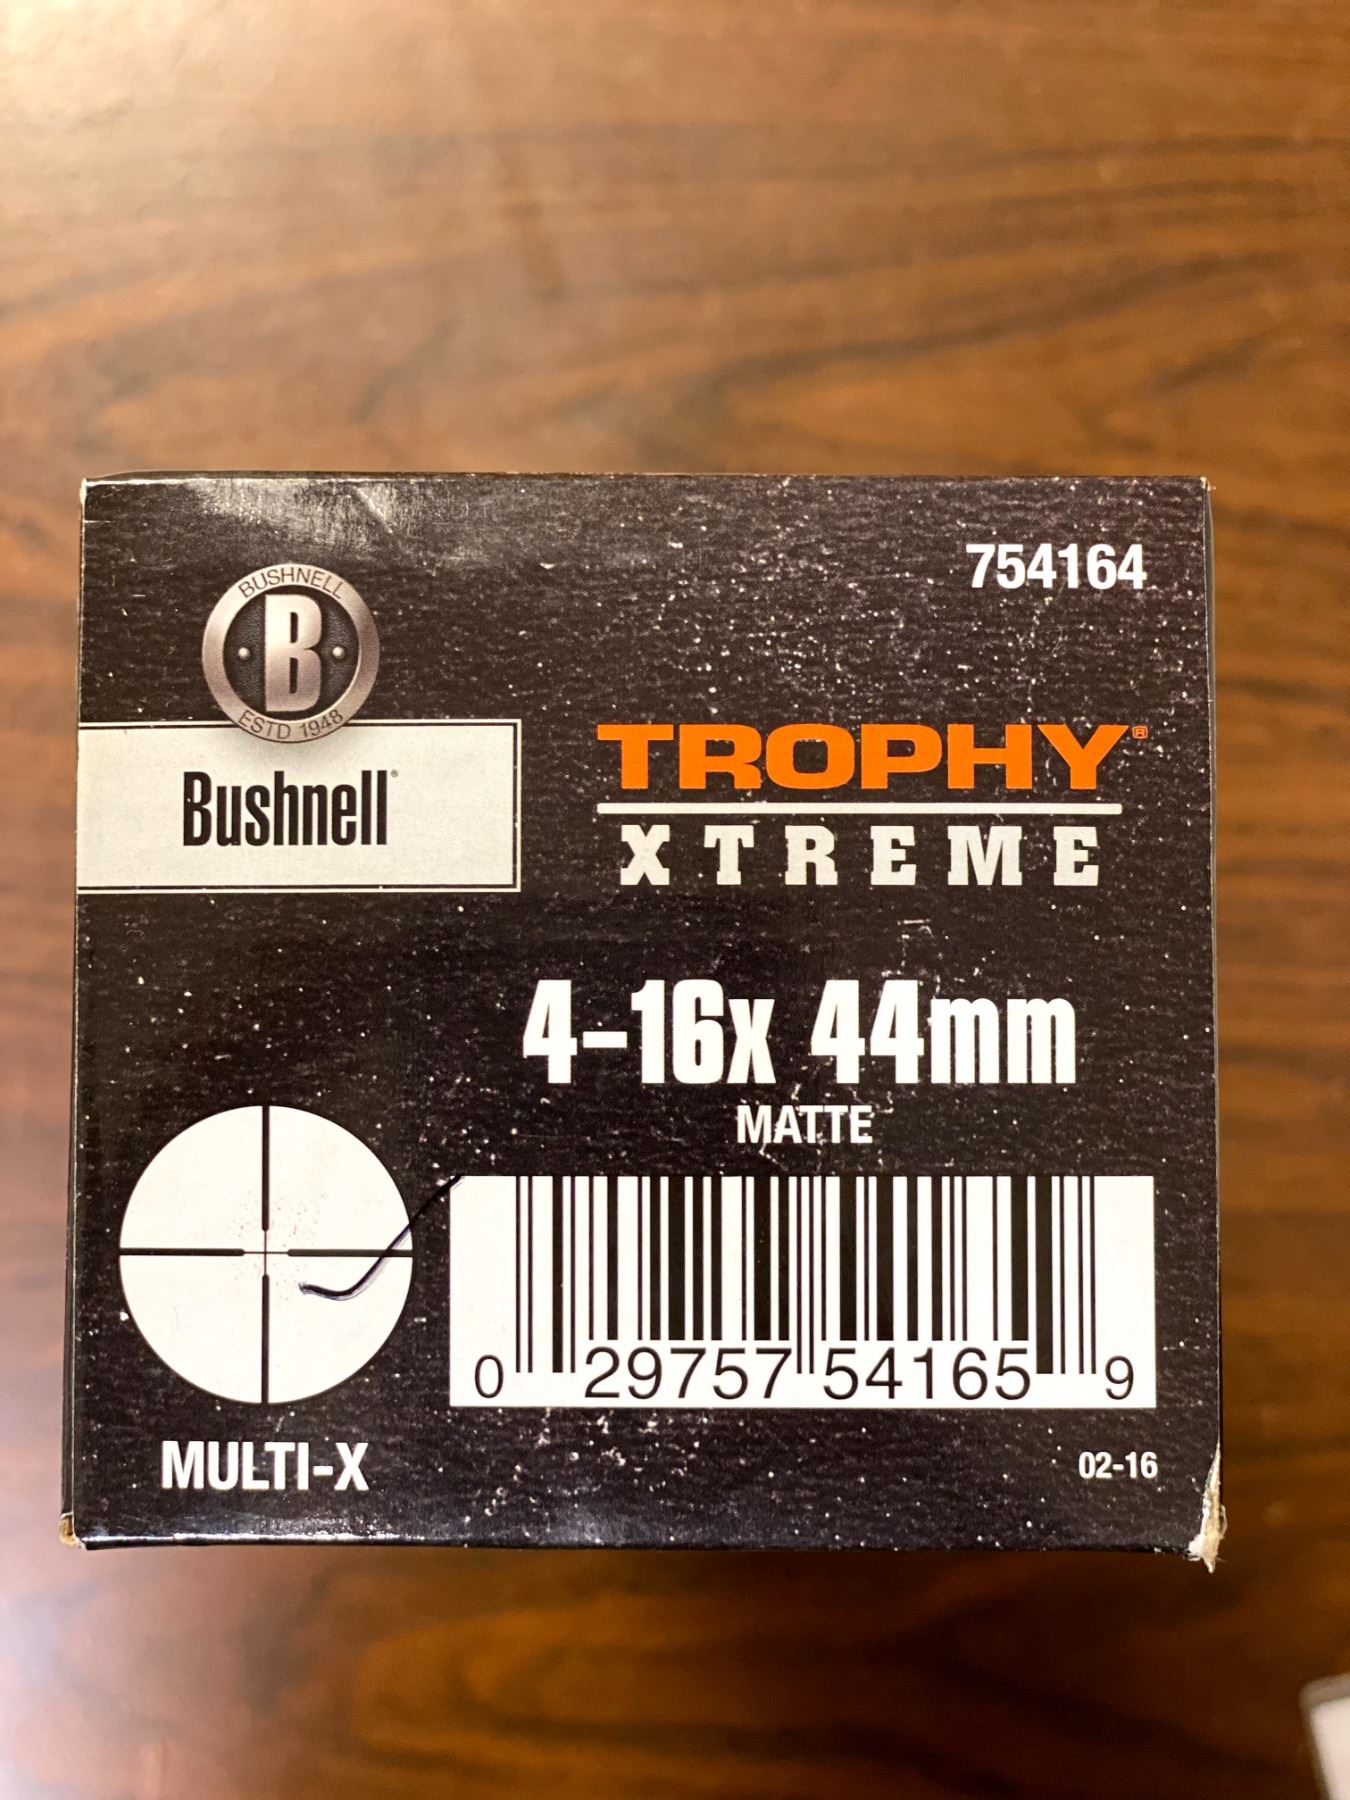 754164
BUSHNELL
B
ESTD 1948
Bushnell®
TROPHY®
XTREME
4-16x 44mm
MATTE
0 29757 54165 9
MULTI-X
02-16